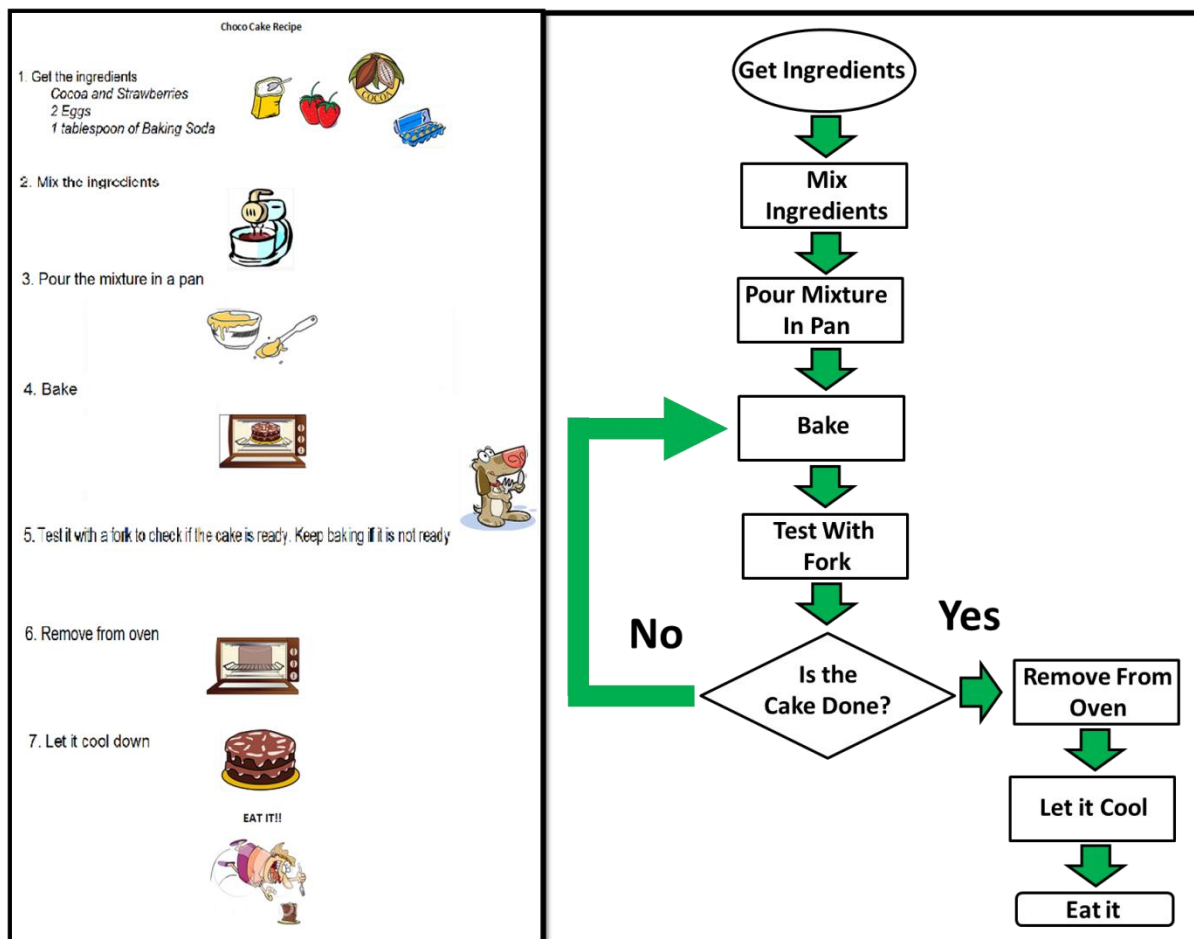 Choco Cake Recipe
1. Get the ingredients
Cocoa and Strawberries
2 Eggs
1 tablespoon of Baking Soda
COCOA
2. Mix the ingredients
3. Pour the mixture in a pan
4. Bake
5. Test it with a fork to check if the cake is ready. Keep baking if it is not ready
6. Remove from oven
7. Let it cool down
EAT IT!!
Get Ingredients
Mix
Ingredients
Pour Mixture
In Pan
Bake
Test With
Fork
No
Yes
Is the
Cake Done?
Remove From
Oven
Let it Cool
Eat it